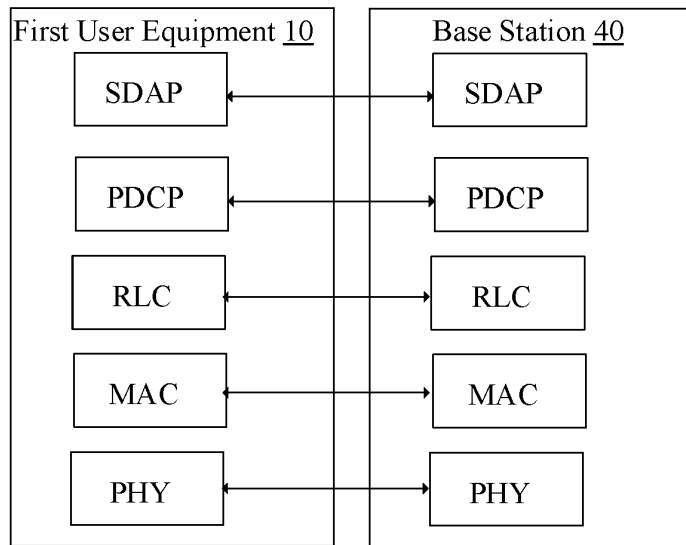 First User Equipment 10
Base Station 40
SDAP
SDAP
PDCP
PDCP
RLC
RLC
MAC
MAC
PHY
PHY